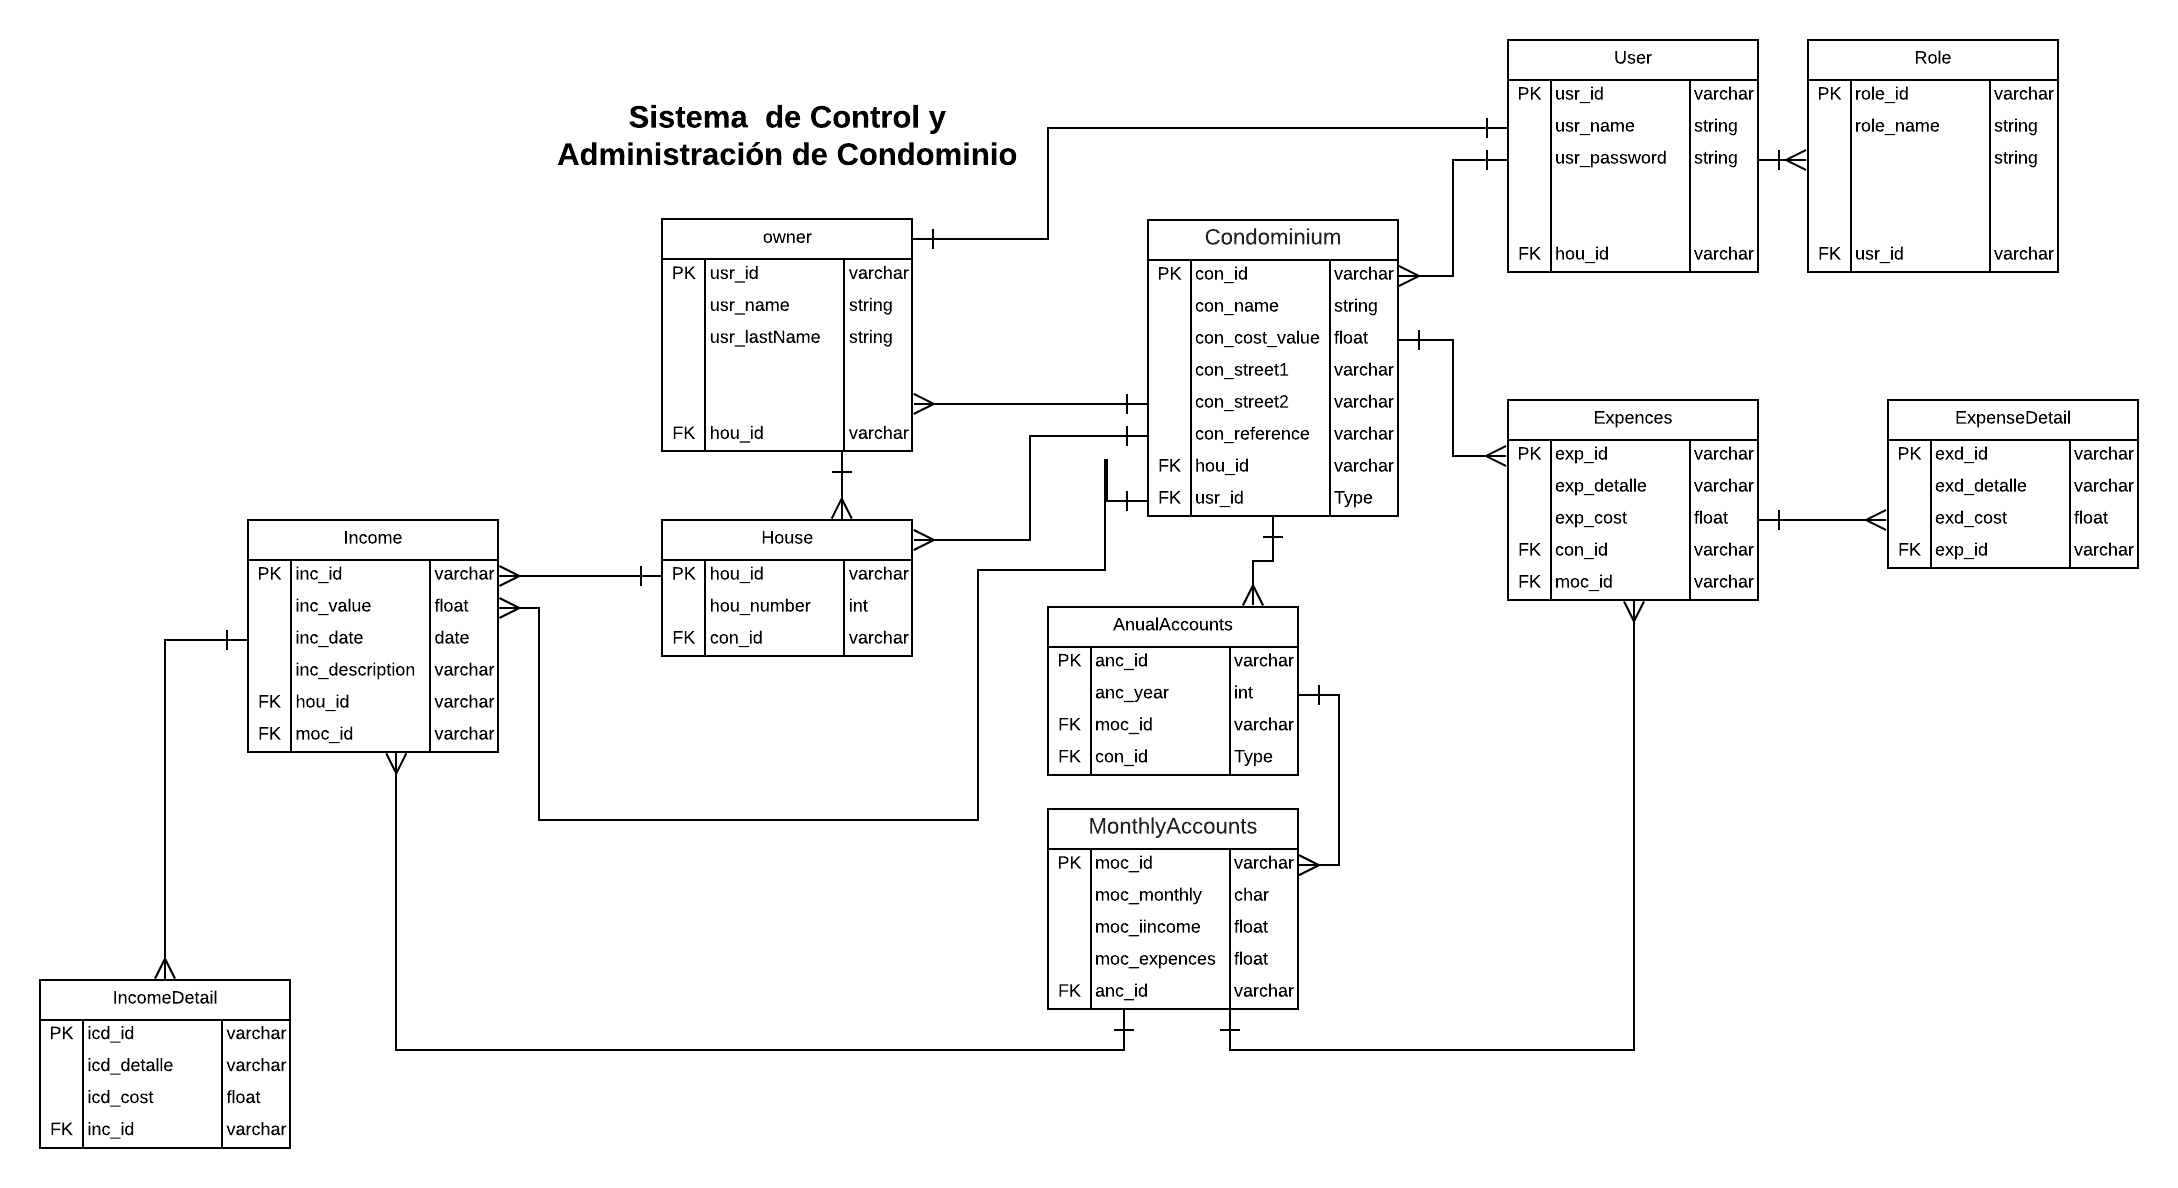 Sistema  de Control y
Administración de Condominio
User
PK usr_id varchar
usr_name string
usr_password string
FK hou_id varchar
Role
PK role_id varchar
role_name string
string
FK usr_id varchar
owner
PK usr_id varchar
usr_name string
usr_lastName string
FK hou_id varchar
Condominium
PK con_id varchar
con_name string
con_cost_value float
con_street1 varchar
con_street2 varchar
con_reference varchar
FK hou_id varchar
FK usr_id Type
Expences
PK exp_id varchar
exp_detalle varchar
exp_cost float
FK con_id varchar
FK moc_id varchar
ExpenseDetail
PK exd_id varchar
exd_detalle varchar
exd_cost float
FK exp_id varchar
Income
PK inc_id varchar
inc_value float
inc_date date
inc_description varchar
FK hou_id varchar
FK moc_id varchar
House
PK hou_id varchar
hou_number int
FK con_id varchar
AnualAccounts
PK anc_id varchar
anc_year int
FK moc_id varchar
FK con_id Type
MonthlyAccounts
PK moc_id varchar
moc_monthly char
moc_iincome float
moc_expences float
FK anc_id varchar
IncomeDetail
PK icd_id varchar
icd_detalle varchar
icd_cost float
FK inc_id varchar